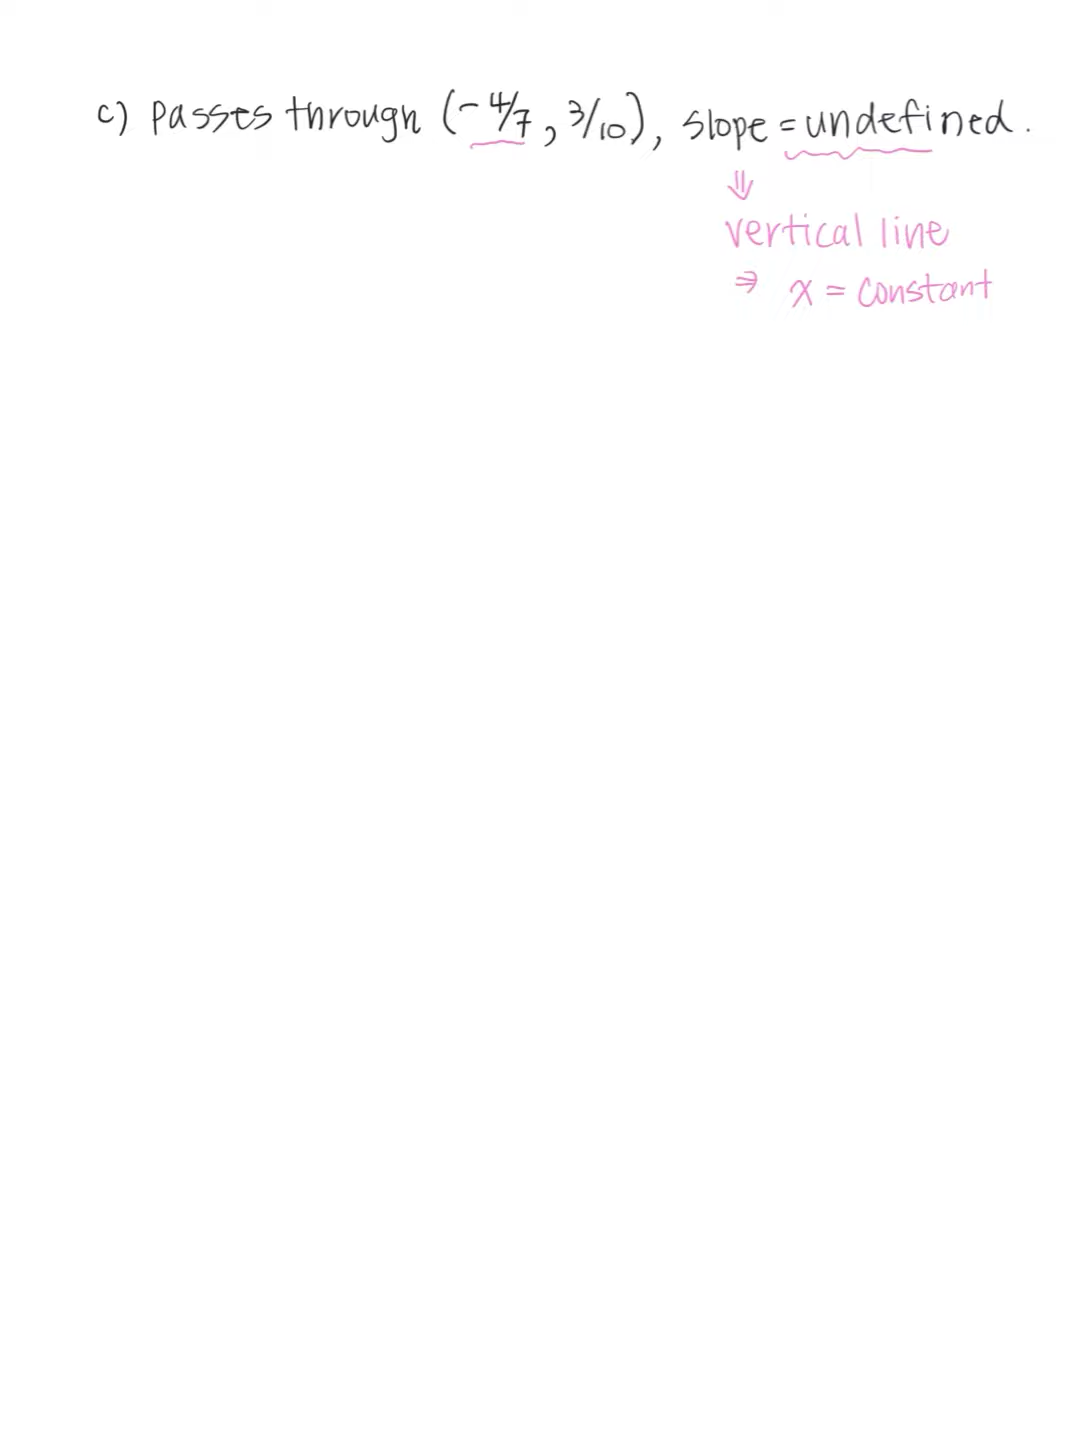 c) passes through (-4/7, 3/10), slope = undefined.
⇓
vertical line
⇒ x = constant